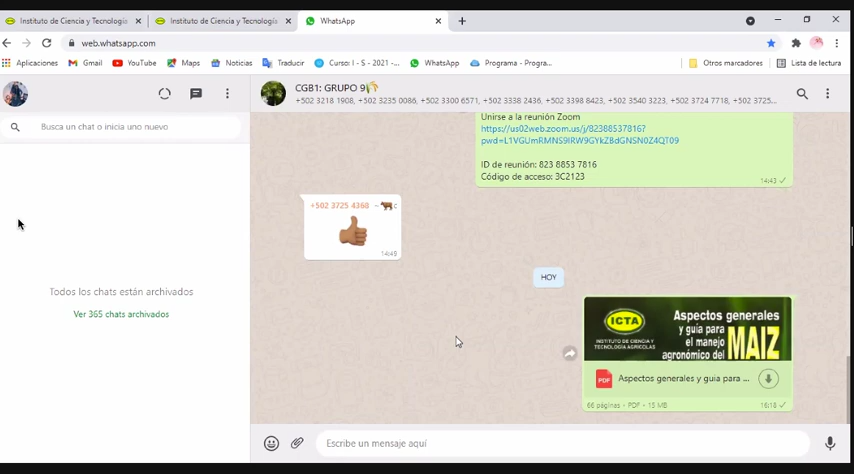 Instituto de Ciencia y Tecnologís
Instituto de Ciencia y Tecnologís
WhatsApp
web.whatsapp.com
Aplicaciones
Gmail
YouTube
Maps
Noticias
Traducir
Curso: I - S - 2021 -...
WhatsApp
Programa - Progra...
Otros marcadores
Lista de lectura
CGB1: GRUPO 9
+502 3218 1908, +502 3235 0086, +502 3300 6571, +502 3338 2436, +502 3398 8423, +502 3540 3223, +502 3724 7718, +502 3725...
Busca un chat o inicia uno nuevo
Unirse a la reunión Zoom
https://us02web.zoom.us/j/82388537816?
pwd=L1VGUmRMNS9IRW9GYkZBdGNSN0Z4QT09
ID de reunión: 823 8853 7816
Código de acceso: 3C2123
14:43
+502 3725 4368 ~
14:49
Todos los chats están archivados
Ver 365 chats archivados
HOY
ICTA
INSTITUTO DE CIENCIA Y
TECNOLOGIA AGRICOLAS
Aspectos generales
y guía para
el manejo
agronómico del MAIZ
PDF
Aspectos generales y guia para ...
66 páginas - PDF - 15 MB
16:18
Escribe un mensaje aquí